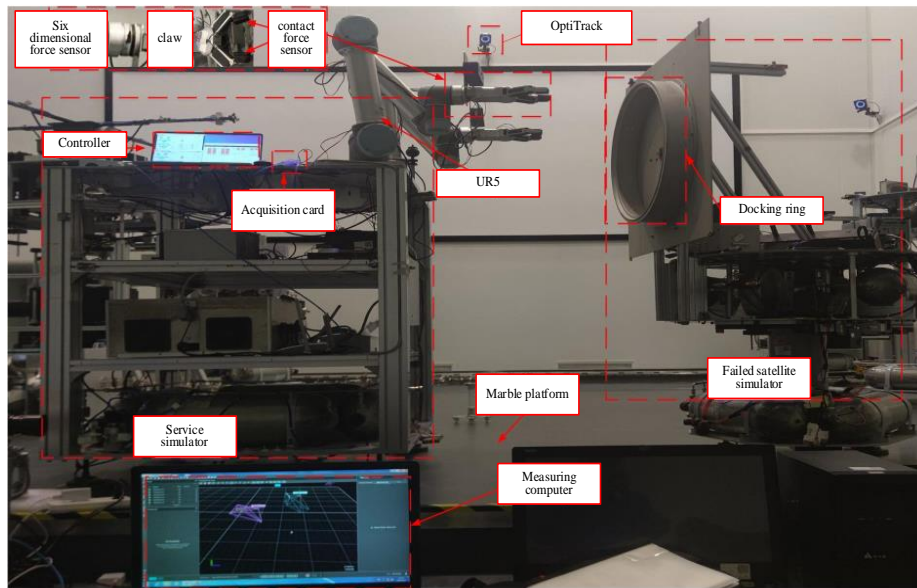 Six
dimensional
force sensor
claw
contact
force
sensor
OptiTrack
Controller
UR5
Acquisition card
Docking ring
Failed satellite
simulator
Marble platform
Service
simulator
Measuring
computer